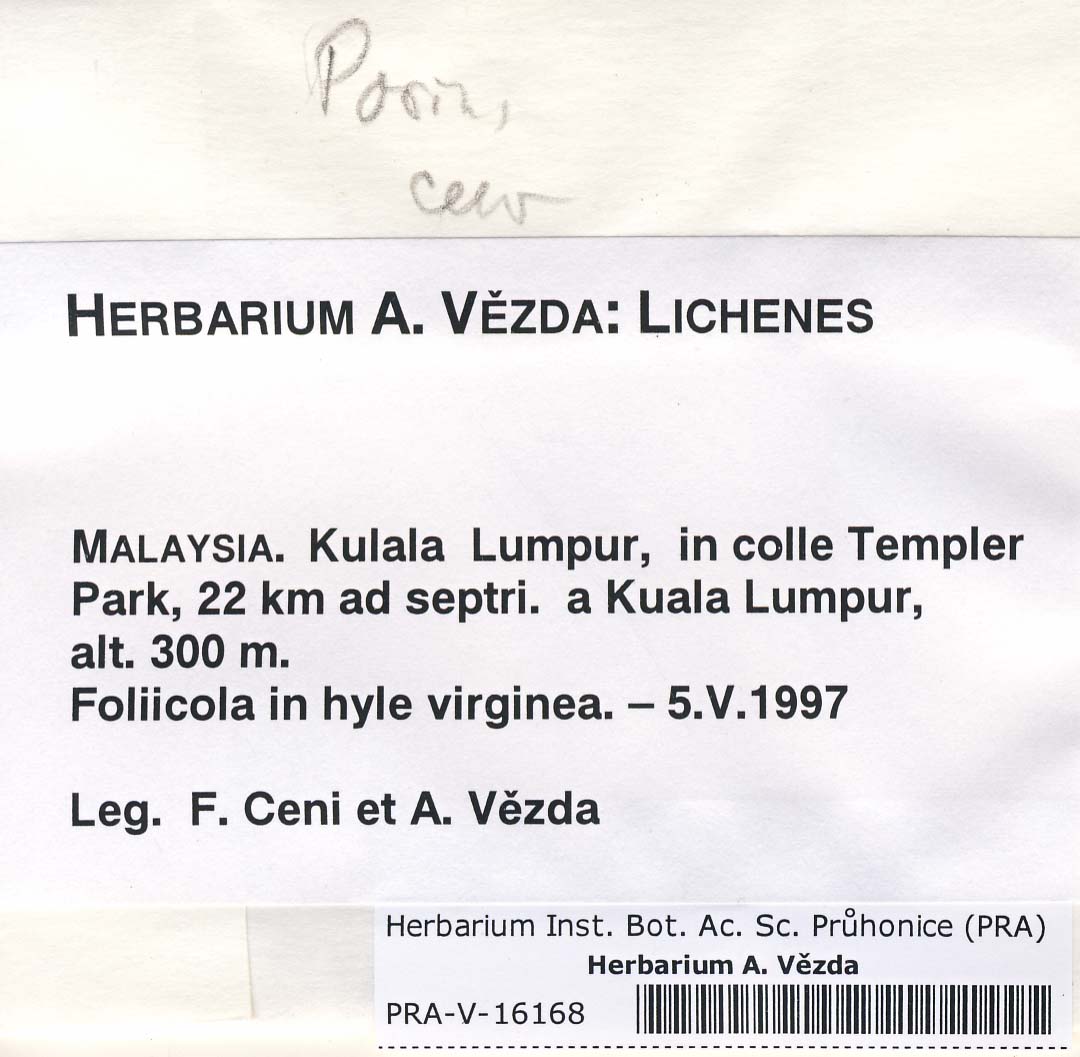 HERBARIUM A. VĚZDA: LICHENES
MALAYSIA. Kulala Lumpur, in colle Templer
Park, 22 km ad septri. a Kuala Lumpur,
alt. 300 m.
Foliicola in hyle virginea. – 5.V.1997
Leg. F. Ceni et A. Vězda
Herbarium Inst. Bot. Ac. Sc. Průhonice (PRA)
Herbarium A. Vězda
PRA-V-16168